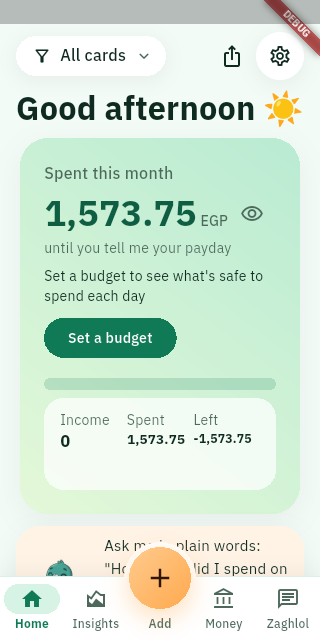 DEBUG
All cards
Good afternoon ☀️
Spent this month
1,573.75 EGP
until you tell me your payday
Set a budget to see what's safe to
spend each day
Set a budget
Income Spent Left
0 1,573.75 -1,573.75
Ask plain words:
did I spend on
Home Insights Add Money Zaghlol